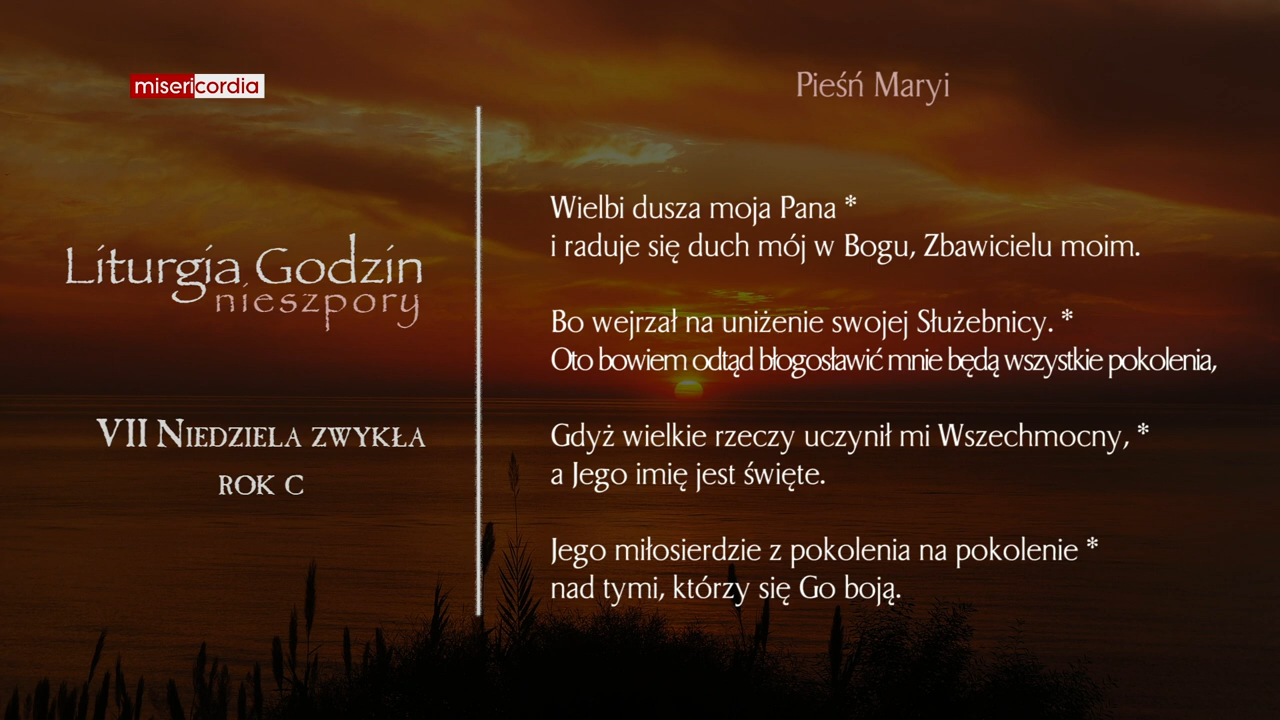 misericordia
Pieśń Maryi
Liturgia Godzin
nieszpory
VII Niedziela zwykła
rok C
Wielbi dusza moja Pana *
i raduje się duch mój w Bogu, Zbawicielu moim.
Bo wejrzał na uniżenie swojej Służebnicy. *
Oto bowiem odtąd błogosławić mnie będą wszystkie pokolenia,
Gdyż wielkie rzeczy uczynił mi Wszechmocny, *
a Jego imię jest święte.
Jego miłosierdzie z pokolenia na pokolenie *
nad tymi, którzy się Go boją.